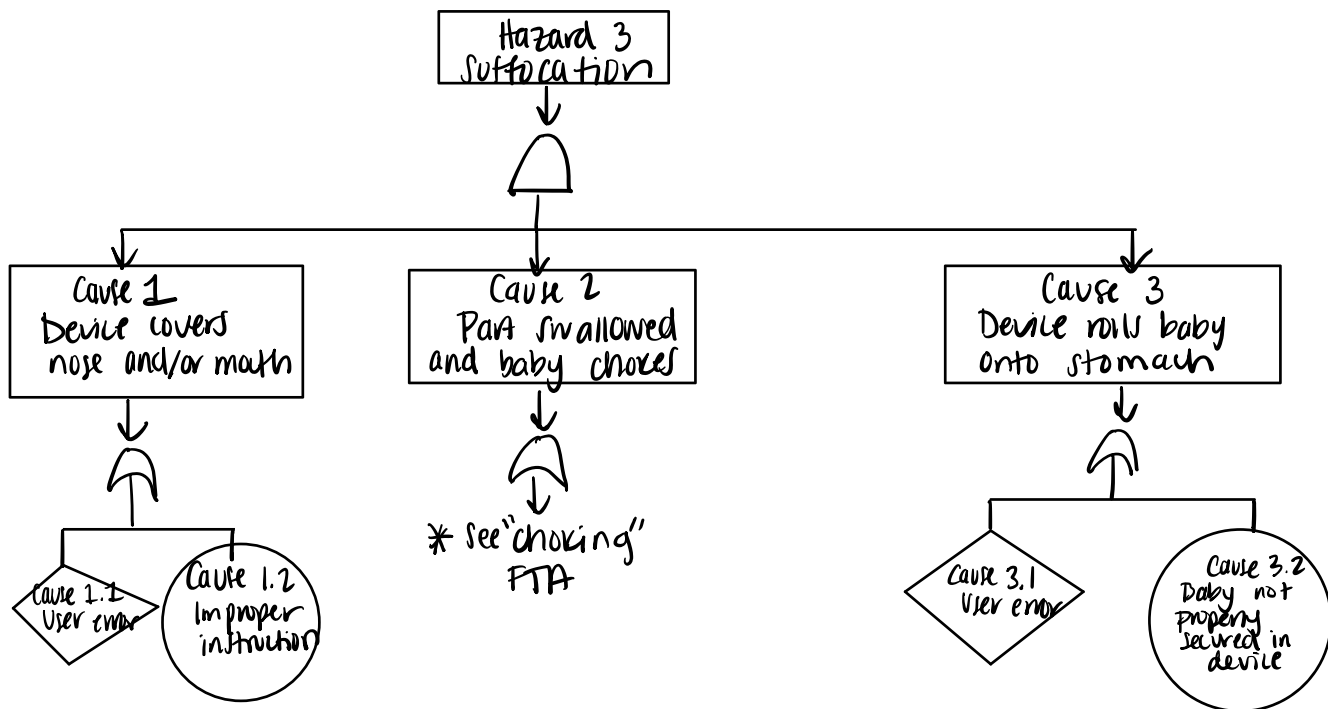 Hazard 3
Suffocation
Cause 1
Device covers
nose and/or mouth
Cause 2
Part swallowed
and baby chokes
Cause 3
Device rolls baby
onto stomach
* See "choking"
FTA
Cause 1.1
User error
Cause 1.2
Improper
instruction
Cause 3.1
User error
Cause 3.2
Baby not
properly
secured in
device